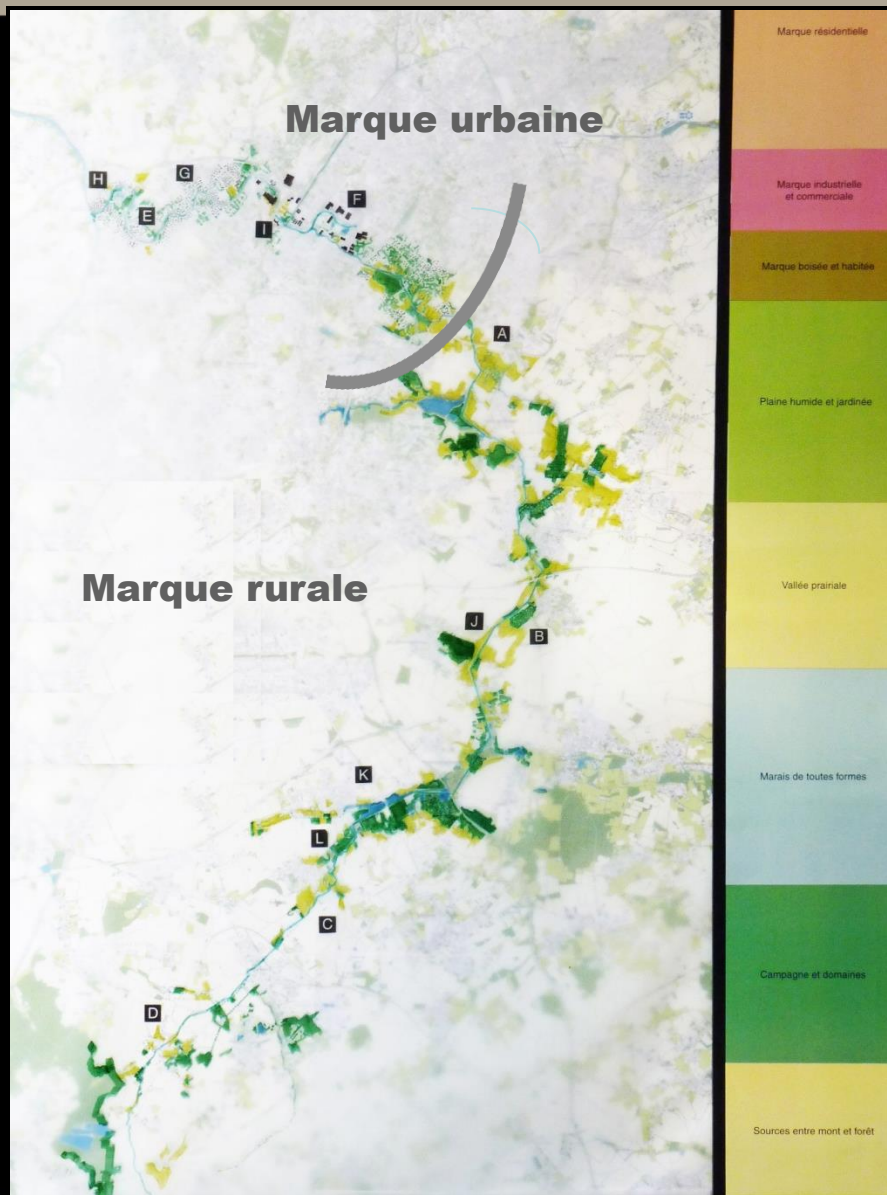 Marque urbaine
H
G
E
I
F
A
Marque rurale
J
B
K
L
C
D
Marque résidentielle
Marque industrielle
et commerciale
Marque boisée et habitée
Plaine humide et jardinée
Vallée prairiale
Marais de toutes formes
Campagne et domaines
Sources entre mont et forêt